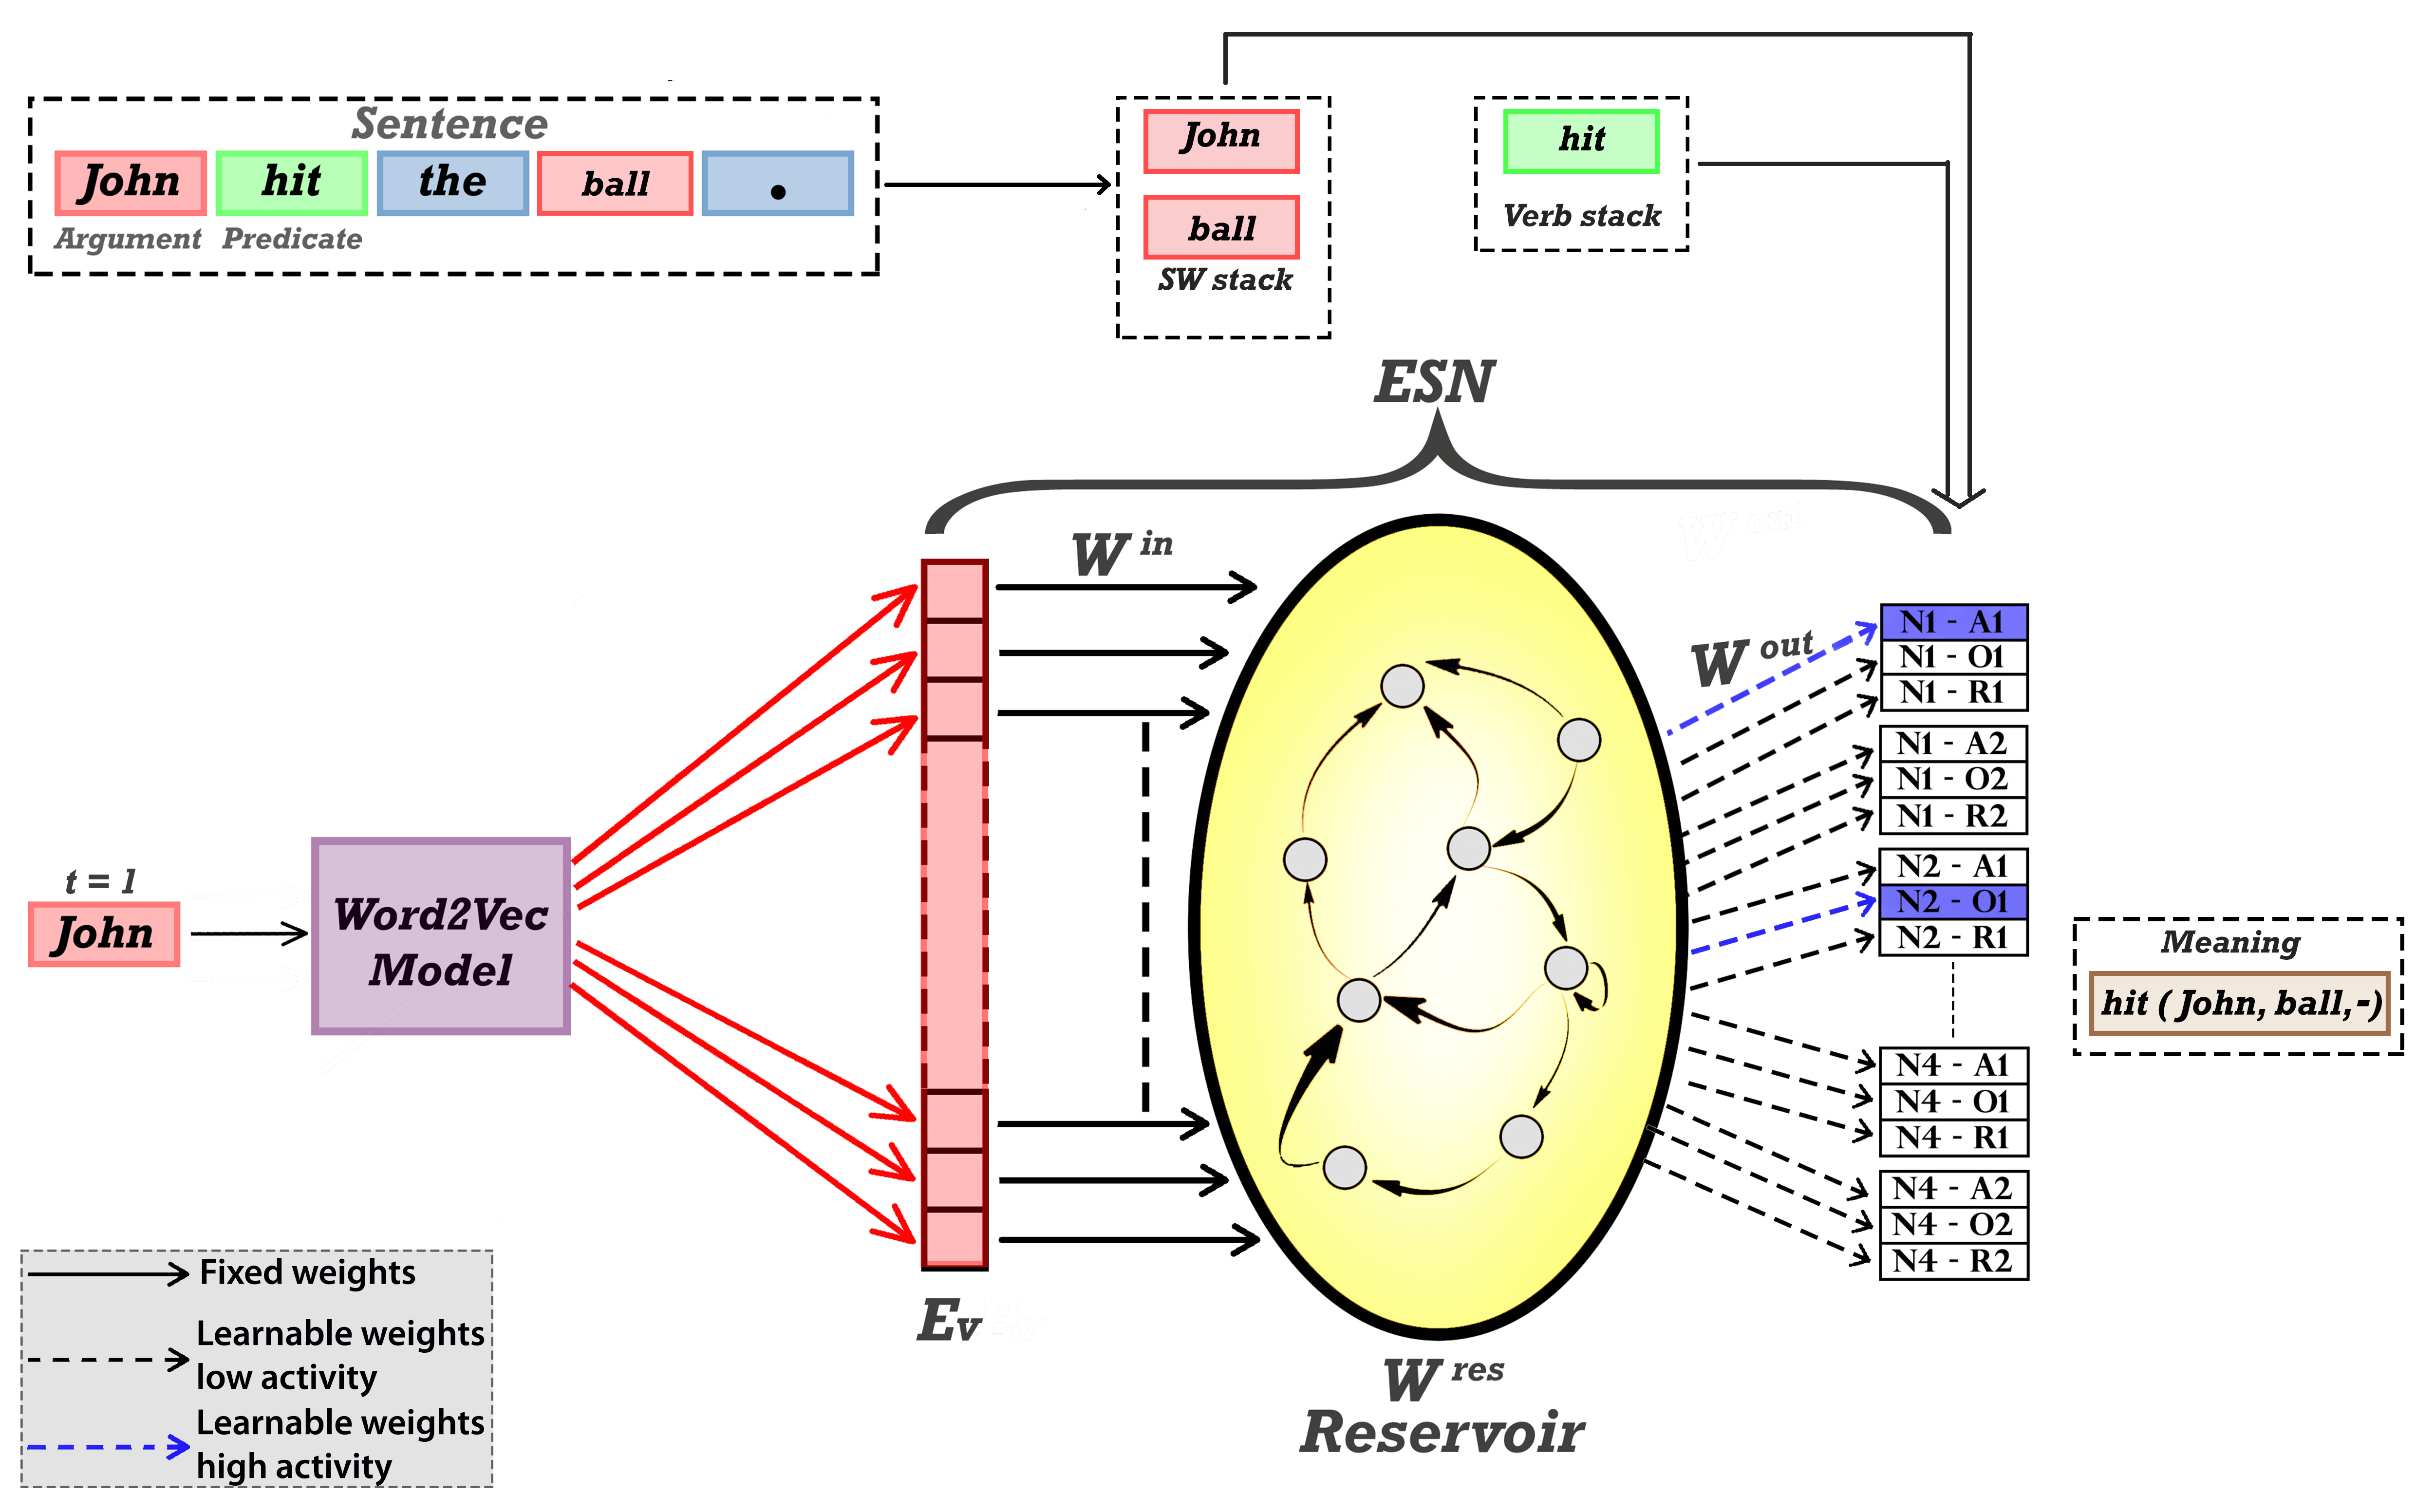 Sentence
John hit the ball .
Argument Predicate
John
ball
SW stack
hit
Verb stack
ESN
W in
W out
t = 1
John
Word2Vec
Model
Ev
W res
Reservoir
N1 - A1
N1 - O1
N1 - R1
N1 - A2
N1 - O2
N1 - R2
N2 - A1
N2 - O1
N2 - R1
N4 - A1
N4 - O1
N4 - R1
N4 - A2
N4 - O2
N4 - R2
Meaning
hit ( John, ball,-)
Fixed weights
Learnable weights
low activity
Learnable weights
high activity